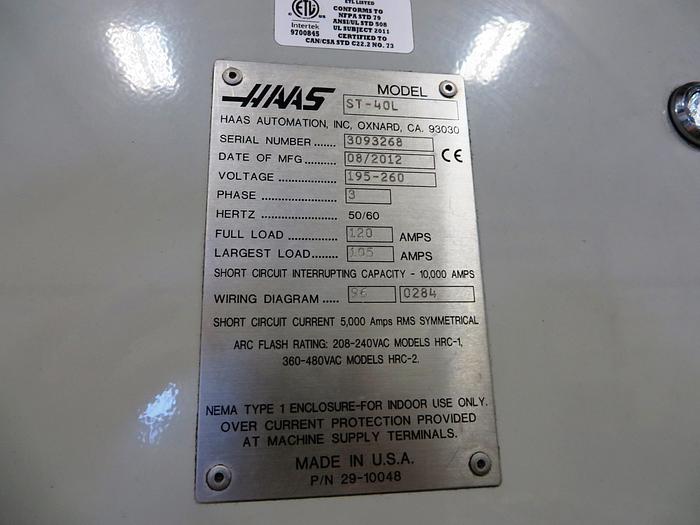 ETL LISTED
CONFORMS TO
NFPA STD 79
ANSI/UL STD 508
UL SUBJECT 2011
CERTIFIED TO
CAN/CSA STD C22.2 NO. 73
ETL
Intertek
9700845
HAAS
MODEL
ST-40L
HAAS AUTOMATION, INC, OXNARD, CA. 93030
SERIAL NUMBER ...... 3093268
DATE OF MFG ........... 08/2012
VOLTAGE .................. 195-260
PHASE ...................... 3
HERTZ ...................... 50/60
FULL LOAD .............. 120 AMPS
LARGEST LOAD........ 105 AMPS
CE
SHORT CIRCUIT INTERRUPTING CAPACITY - 10,000 AMPS
WIRING DIAGRAM ..... 96 0284
SHORT CIRCUIT CURRENT 5,000 Amps RMS SYMMETRICAL
ARC FLASH RATING: 208-240VAC MODELS HRC-1,
360-480VAC MODELS HRC-2.
NEMA TYPE 1 ENCLOSURE-FOR INDOOR USE ONLY.
OVER CURRENT PROTECTION PROVIDED
AT MACHINE SUPPLY TERMINALS.
MADE IN U.S.A.
P/N 29-10048